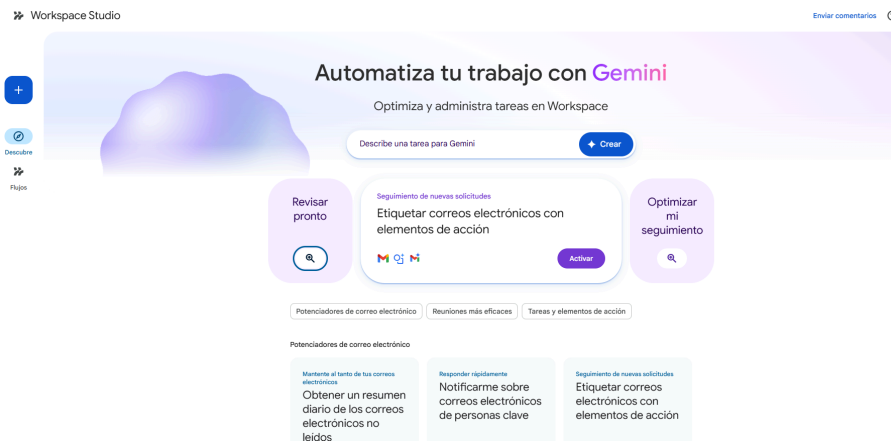 Workspace Studio
Enviar comentarios
Automatiza tu trabajo con Gemini
Optimiza y administra tareas en Workspace
Describe una tarea para Gemini
Crear
Descubre
Flujos
Revisar
pronto
Seguimiento de nuevas solicitudes
Etiquetar correos electrónicos con
elementos de acción
Activar
Optimizar
mi
seguimiento
Potenciadores de correo electrónico
Reuniones más eficaces
Tareas y elementos de acción
Potenciadores de correo electrónico
Mantente al tanto de tus correos
electrónicos
Obtener un resumen
diario de los correos
electrónicos no
leídos
Responder rápidamente
Notificarme sobre
correos electrónicos
de personas clave
Seguimiento de nuevas solicitudes
Etiquetar correos
electrónicos con
elementos de acción